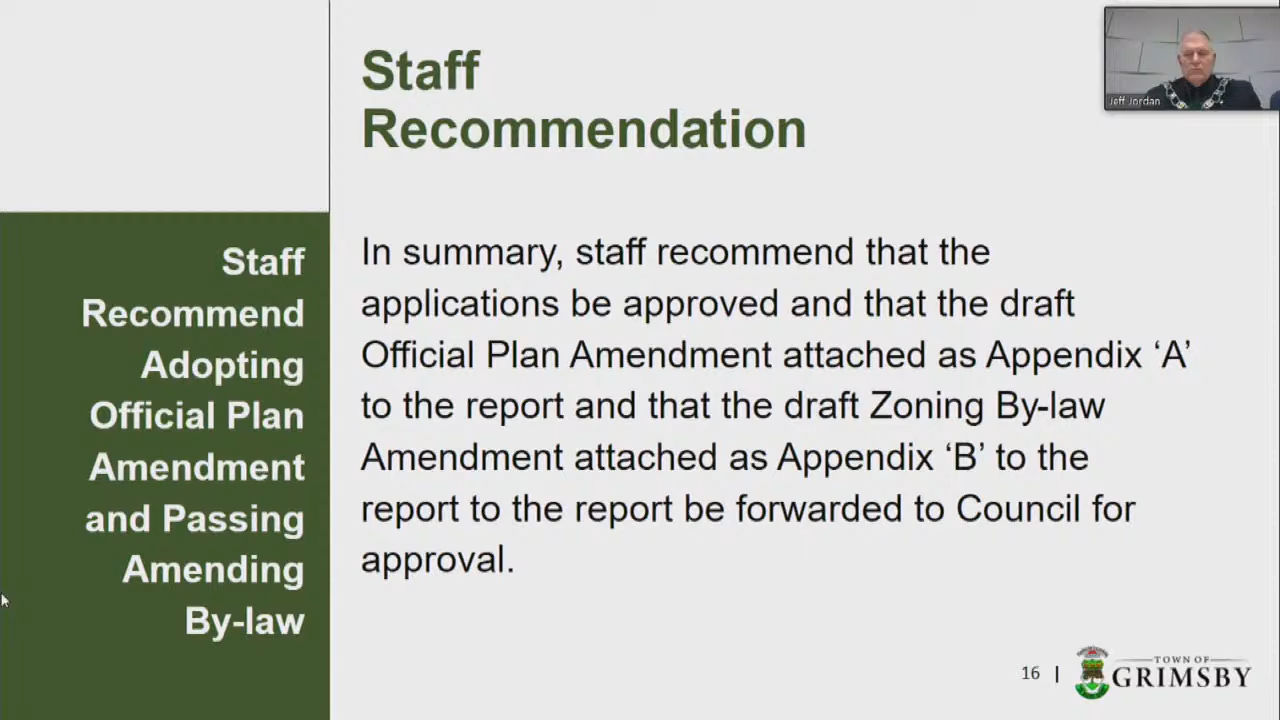 Staff
Recommendation
Jeff Jordan
Staff
Recommend
Adopting
Official Plan
Amendment
and Passing
Amending
By-law
In summary, staff recommend that the
applications be approved and that the draft
Official Plan Amendment attached as Appendix ‘A’
to the report and that the draft Zoning By-law
Amendment attached as Appendix ‘B’ to the
report to the report be forwarded to Council for
approval.
16 |
TOWN OF
GRIMSBY